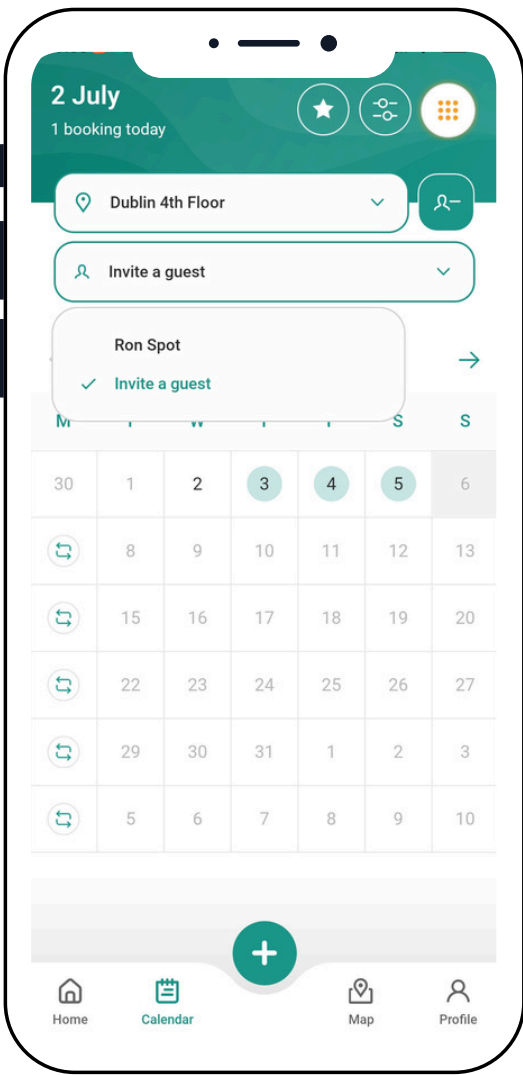 2 July
1 booking today
Dublin 4th Floor
Invite a guest
Ron Spot
Invite a guest
M T W T F S S
30 1 2 3 4 5 6
8 9 10 11 12 13
15 16 17 18 19 20
22 23 24 25 26 27
29 30 31 1 2 3
5 6 7 8 9 10
Home Calendar Map Profile